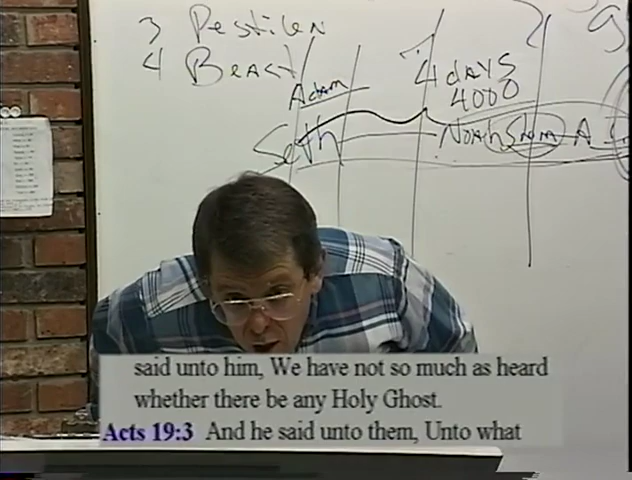 3 Pestilen
4 Beast
Adam
4 days
4000
Seth
Noah Shem A
said unto him, We have not so much as heard
whether there be any Holy Ghost.
Acts 19:3 And he said unto them, Unto what